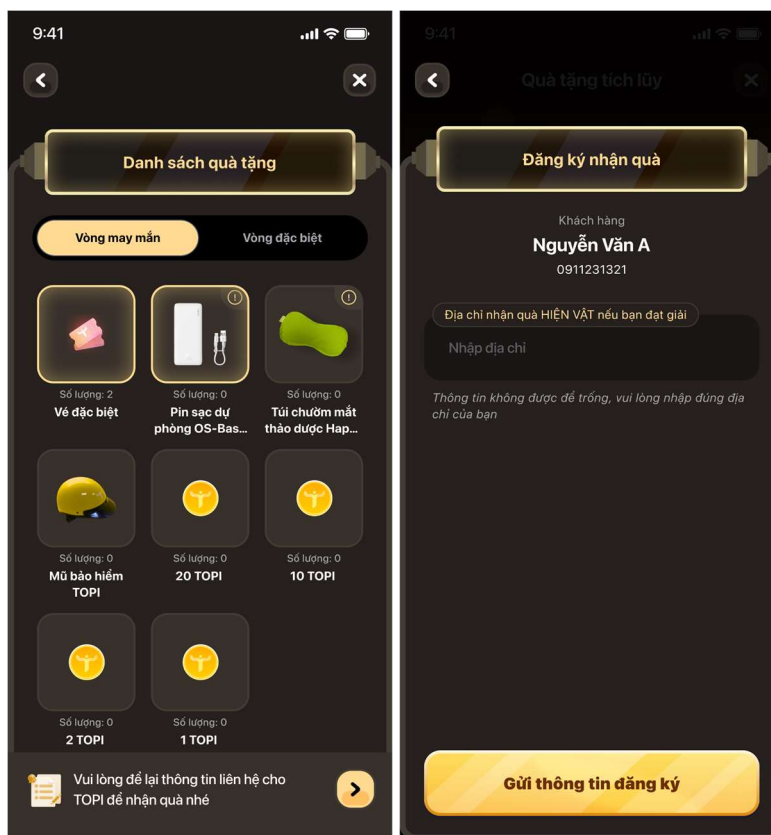 9:41
Danh sách quà tặng
Vòng may mắn
Vòng đặc biệt
Số lượng: 2
Vé đặc biệt
Số lượng: 0
Pin sạc dự
phòng OS-Bas...
Số lượng: 0
Túi chườm mắt
thảo dược Hap...
Số lượng: 0
Mũ bảo hiểm
TOPI
Số lượng: 0
20 TOPI
Số lượng: 0
10 TOPI
Số lượng: 0
2 TOPI
Số lượng: 0
1 TOPI
Vui lòng để lại thông tin liên hệ cho
TOPI để nhận quà nhé
9:41
Quà tặng tích lũy
Đăng ký nhận quà
Khách hàng
Nguyễn Văn A
0911231321
Địa chỉ nhận quà HIỆN VẬT nếu bạn đạt giải
Nhập địa chỉ
Thông tin không được để trống, vui lòng nhập đúng địa
chỉ của bạn
Gửi thông tin đăng ký